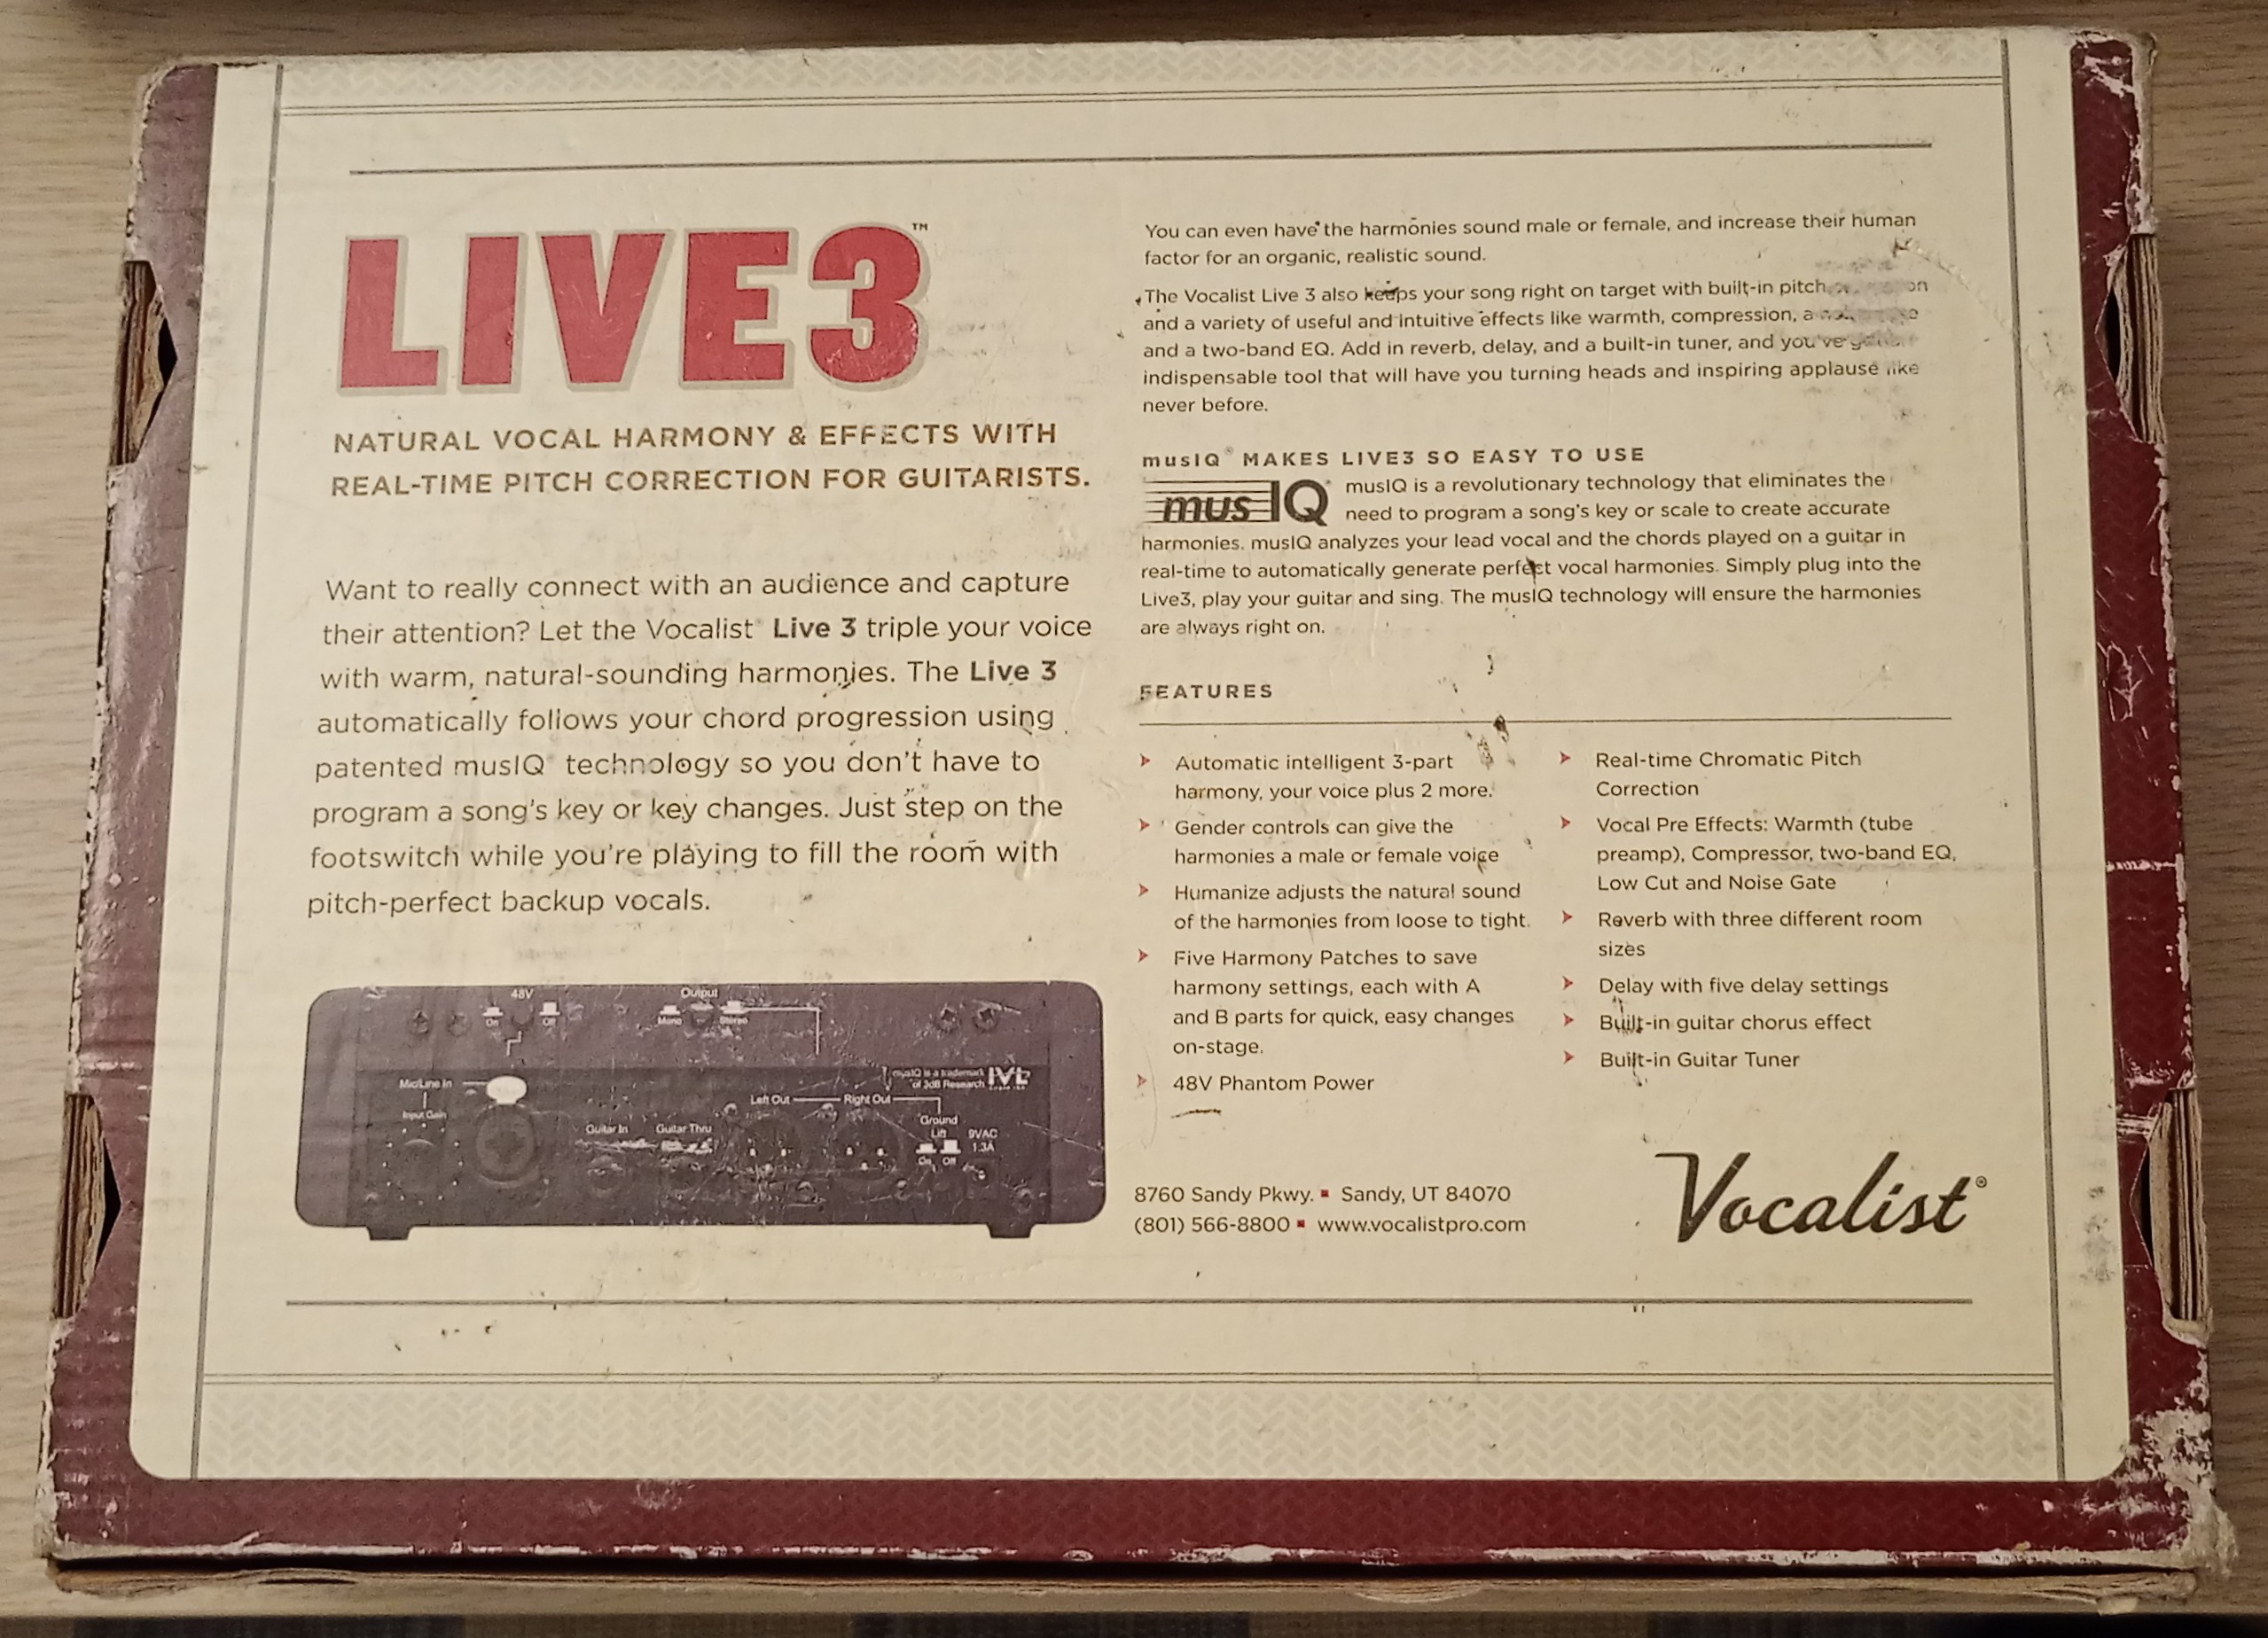 LIVE3™
NATURAL VOCAL HARMONY & EFFECTS WITH
REAL-TIME PITCH CORRECTION FOR GUITARISTS.
Want to really connect with an audience and capture
their attention? Let the Vocalist® Live 3 triple your voice
with warm, natural-sounding harmonies. The Live 3
automatically follows your chord progression using
patented musIQ® technology so you don't have to
program a song's key or key changes. Just step on the
footswitch while you're playing to fill the room with
pitch-perfect backup vocals.
48V
On
Off
Output
Mono
Stereo
musIQ is a trademark
of 3dB Research
IVL
Mic/Line In
Input Gain
Guitar In
Guitar Thru
Left Out
Right Out
Ground
Lift
On
Off
9VAC
1.3A
You can even have the harmonies sound male or female, and increase their human
factor for an organic, realistic sound.
The Vocalist Live 3 also keeps your song right on target with built-in pitch
and a variety of useful and intuitive effects like warmth, compression, a
and a two-band EQ. Add in reverb, delay, and a built-in tuner, and you've
indispensable tool that will have you turning heads and inspiring applause like
never before.
musIQ® MAKES LIVE3 SO EASY TO USE
musIQ®
musIQ is a revolutionary technology that eliminates the
need to program a song's key or scale to create accurate
harmonies. musIQ analyzes your lead vocal and the chords played on a guitar in
real-time to automatically generate perfect vocal harmonies. Simply plug into the
Live3, play your guitar and sing. The musIQ technology will ensure the harmonies
are always right on.
FEATURES
Automatic intelligent 3-part
harmony, your voice plus 2 more.
Gender controls can give the
harmonies a male or female voice
Humanize adjusts the natural sound
of the harmonies from loose to tight.
Five Harmony Patches to save
harmony settings, each with A
and B parts for quick, easy changes
on-stage.
48V Phantom Power
Real-time Chromatic Pitch
Correction
Vocal Pre Effects: Warmth (tube
preamp), Compressor, two-band EQ,
Low Cut and Noise Gate
Reverb with three different room
sizes
Delay with five delay settings
Built-in guitar chorus effect
Built-in Guitar Tuner
8760 Sandy Pkwy. ▪ Sandy, UT 84070
(801) 566-8800 ▪ www.vocalistpro.com
Vocalist®